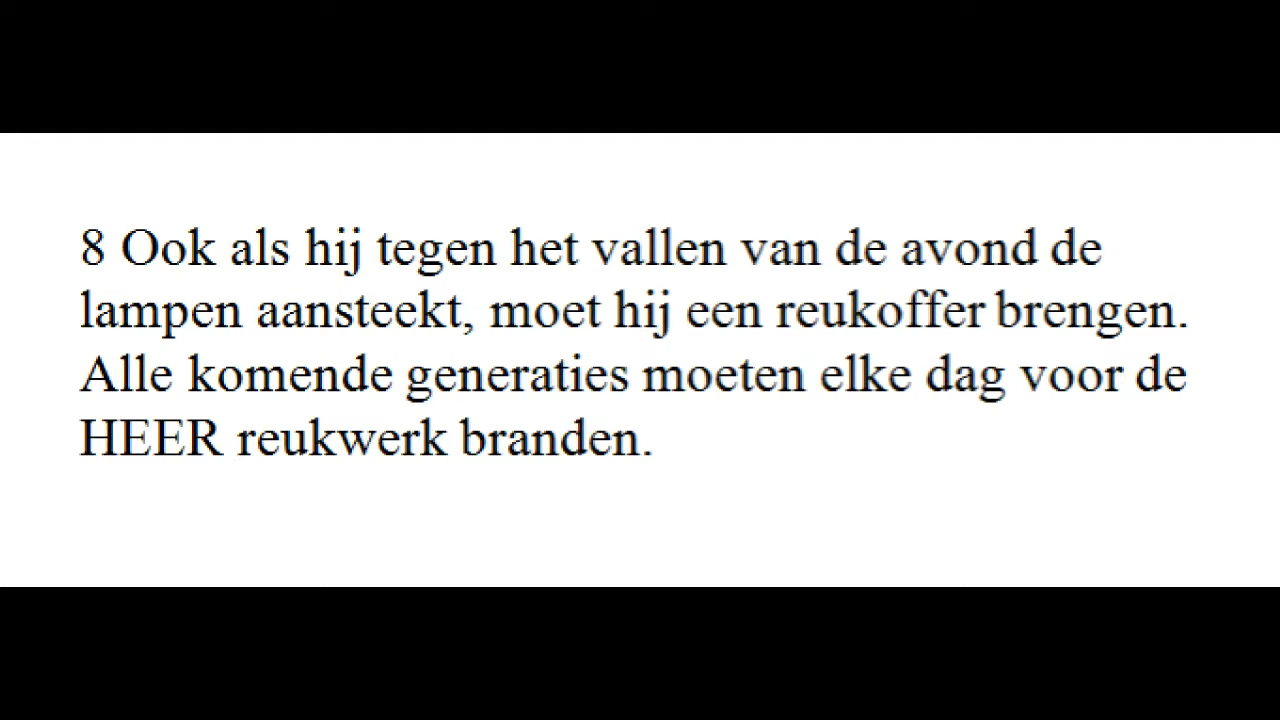 8 Ook als hij tegen het vallen van de avond de
lampen aansteekt, moet hij een reukoffer brengen.
Alle komende generaties moeten elke dag voor de
HEER reukwerk branden.